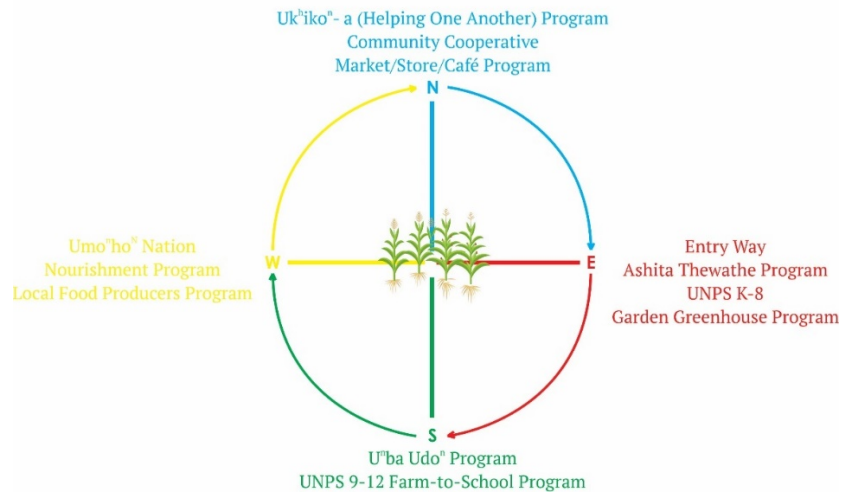 Ukʰikoⁿ- a (Helping One Another) Program
Community Cooperative
Market/Store/Café Program
N
Umoⁿhoᴺ Nation
Nourishment Program
Local Food Producers Program
W
E
Entry Way
Ashita Thewathe Program
UNPS K-8
Garden Greenhouse Program
S
Uⁿba Udoⁿ Program
UNPS 9-12 Farm-to-School Program